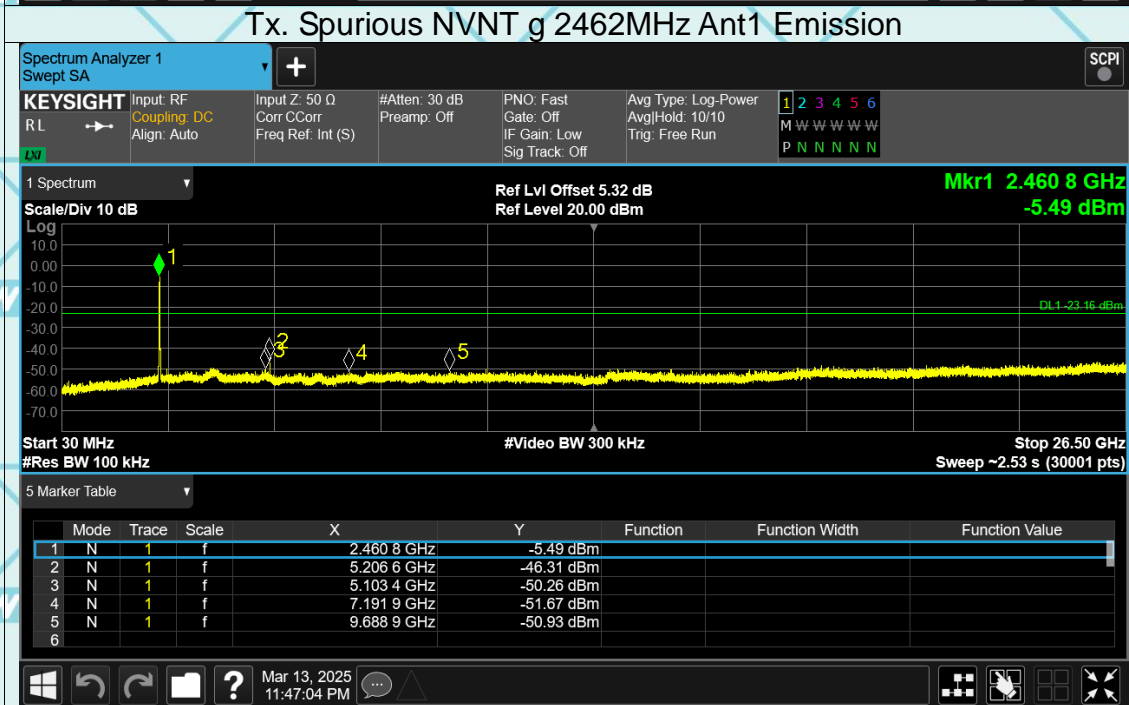 Tx. Spurious NVNT g 2462MHz Ant1 Emission
Spectrum Analyzer 1
Swept SA
+
SCPI
KEYSIGHT
R L
LXI
Input: RF
Coupling: DC
Align: Auto
Input Z: 50 Ω
Corr CCorr
Freq Ref: Int (S)
#Atten: 30 dB
Preamp: Off
PNO: Fast
Gate: Off
IF Gain: Low
Sig Track: Off
Avg Type: Log-Power
Avg|Hold: 10/10
Trig: Free Run
1 2 3 4 5 6
M W W W W W
P N N N N N
1 Spectrum
Scale/Div 10 dB
Ref Lvl Offset 5.32 dB
Ref Level 20.00 dBm
Mkr1 2.460 8 GHz
-5.49 dBm
Log
10.0
0.00
-10.0
-20.0
-30.0
-40.0
-50.0
-60.0
-70.0
1
2
3
4
5
DL1 -23.16 dBm
Start 30 MHz
#Video BW 300 kHz
Stop 26.50 GHz
#Res BW 100 kHz
Sweep ~2.53 s (30001 pts)
5 Marker Table
Mode Trace Scale X Y Function Function Width Function Value
1 N 1 f 2.460 8 GHz -5.49 dBm
2 N 1 f 5.206 6 GHz -46.31 dBm
3 N 1 f 5.103 4 GHz -50.26 dBm
4 N 1 f 7.191 9 GHz -51.67 dBm
5 N 1 f 9.688 9 GHz -50.93 dBm
6
?
Mar 13, 2025
11:47:04 PM